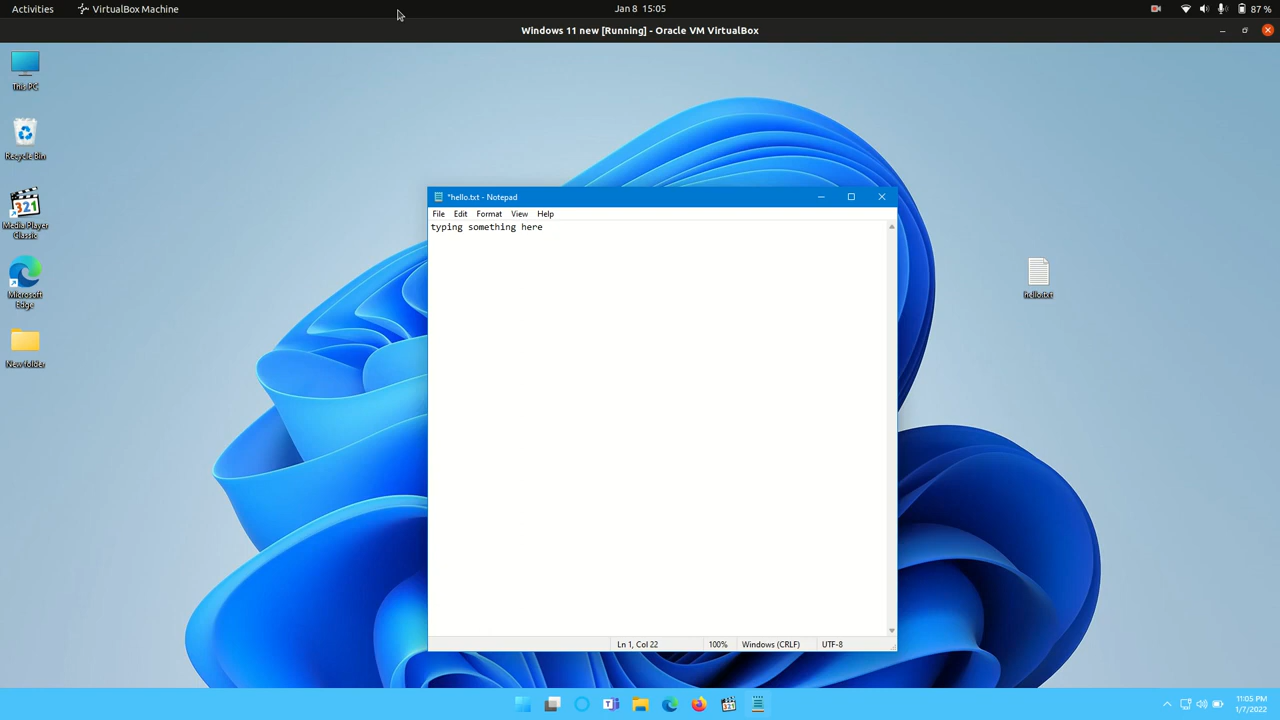 Activities
VirtualBox Machine
Jan 8 15:05
87 %
Windows 11 new [Running] - Oracle VM VirtualBox
This PC
Recycle Bin
321
Media Player
Classic
Microsoft
Edge
New folder
*hello.txt - Notepad
File Edit Format View Help
typing something here
Ln 1, Col 22
100%
Windows (CRLF)
UTF-8
hello.txt
11:05 PM
1/7/2022